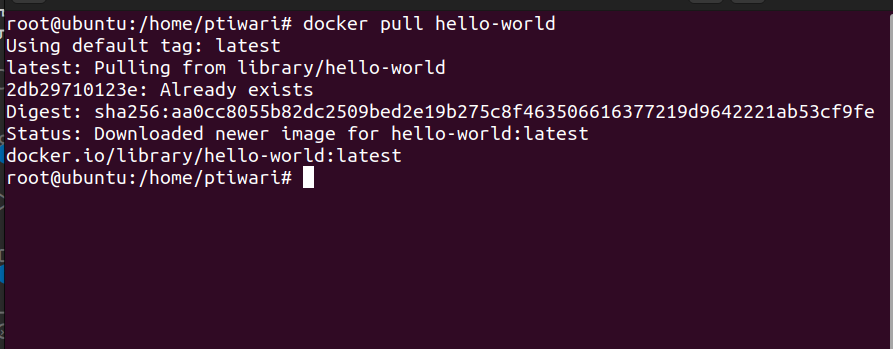 root@ubuntu:/home/ptiwari# docker pull hello-world
Using default tag: latest
latest: Pulling from library/hello-world
2db29710123e: Already exists
Digest: sha256:aa0cc8055b82dc2509bed2e19b275c8f463506616377219d9642221ab53cf9fe
Status: Downloaded newer image for hello-world:latest
docker.io/library/hello-world:latest
root@ubuntu:/home/ptiwari#